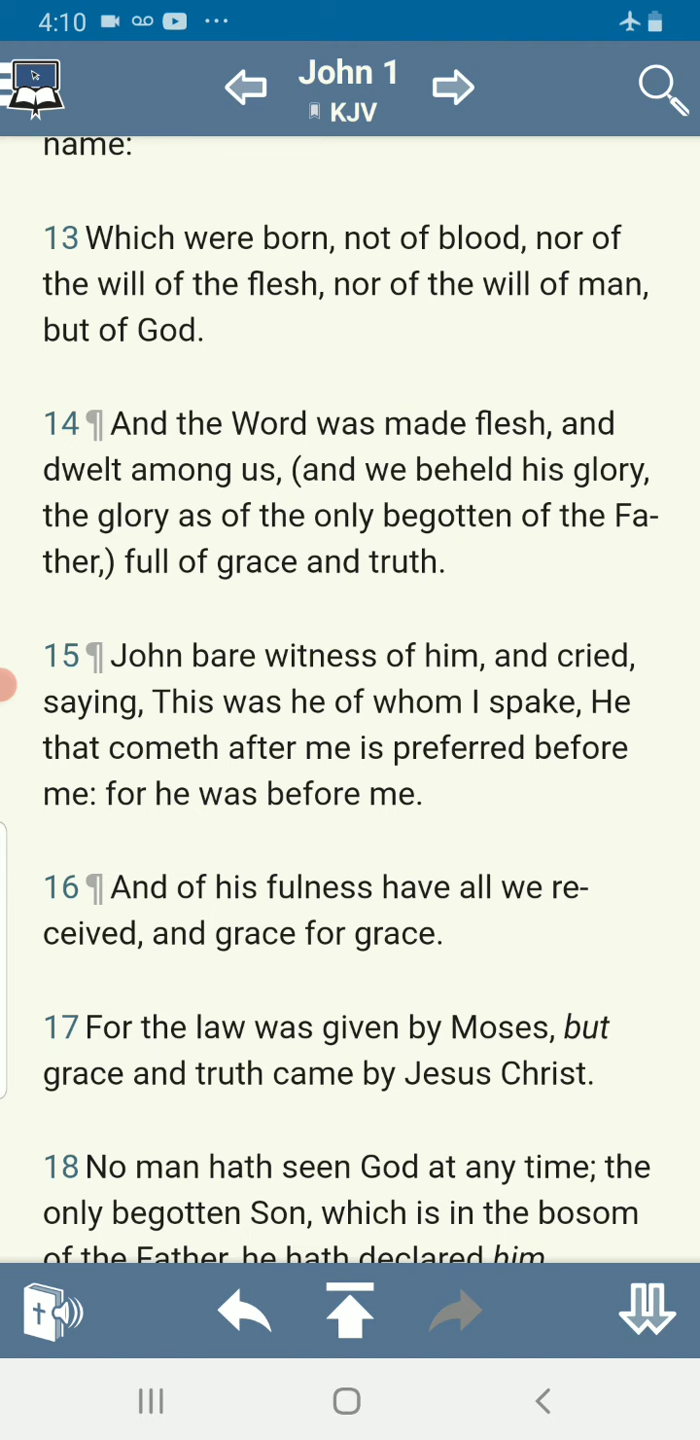 4:10
John 1
KJV
name:
13 Which were born, not of blood, nor of
the will of the flesh, nor of the will of man,
but of God.
14 ¶ And the Word was made flesh, and
dwelt among us, (and we beheld his glory,
the glory as of the only begotten of the Fa-
ther,) full of grace and truth.
15 ¶ John bare witness of him, and cried,
saying, This was he of whom I spake, He
that cometh after me is preferred before
me: for he was before me.
16 ¶ And of his fulness have all we re-
ceived, and grace for grace.
17 For the law was given by Moses, but
grace and truth came by Jesus Christ.
18 No man hath seen God at any time; the
only begotten Son, which is in the bosom
of the Father, he hath declared him